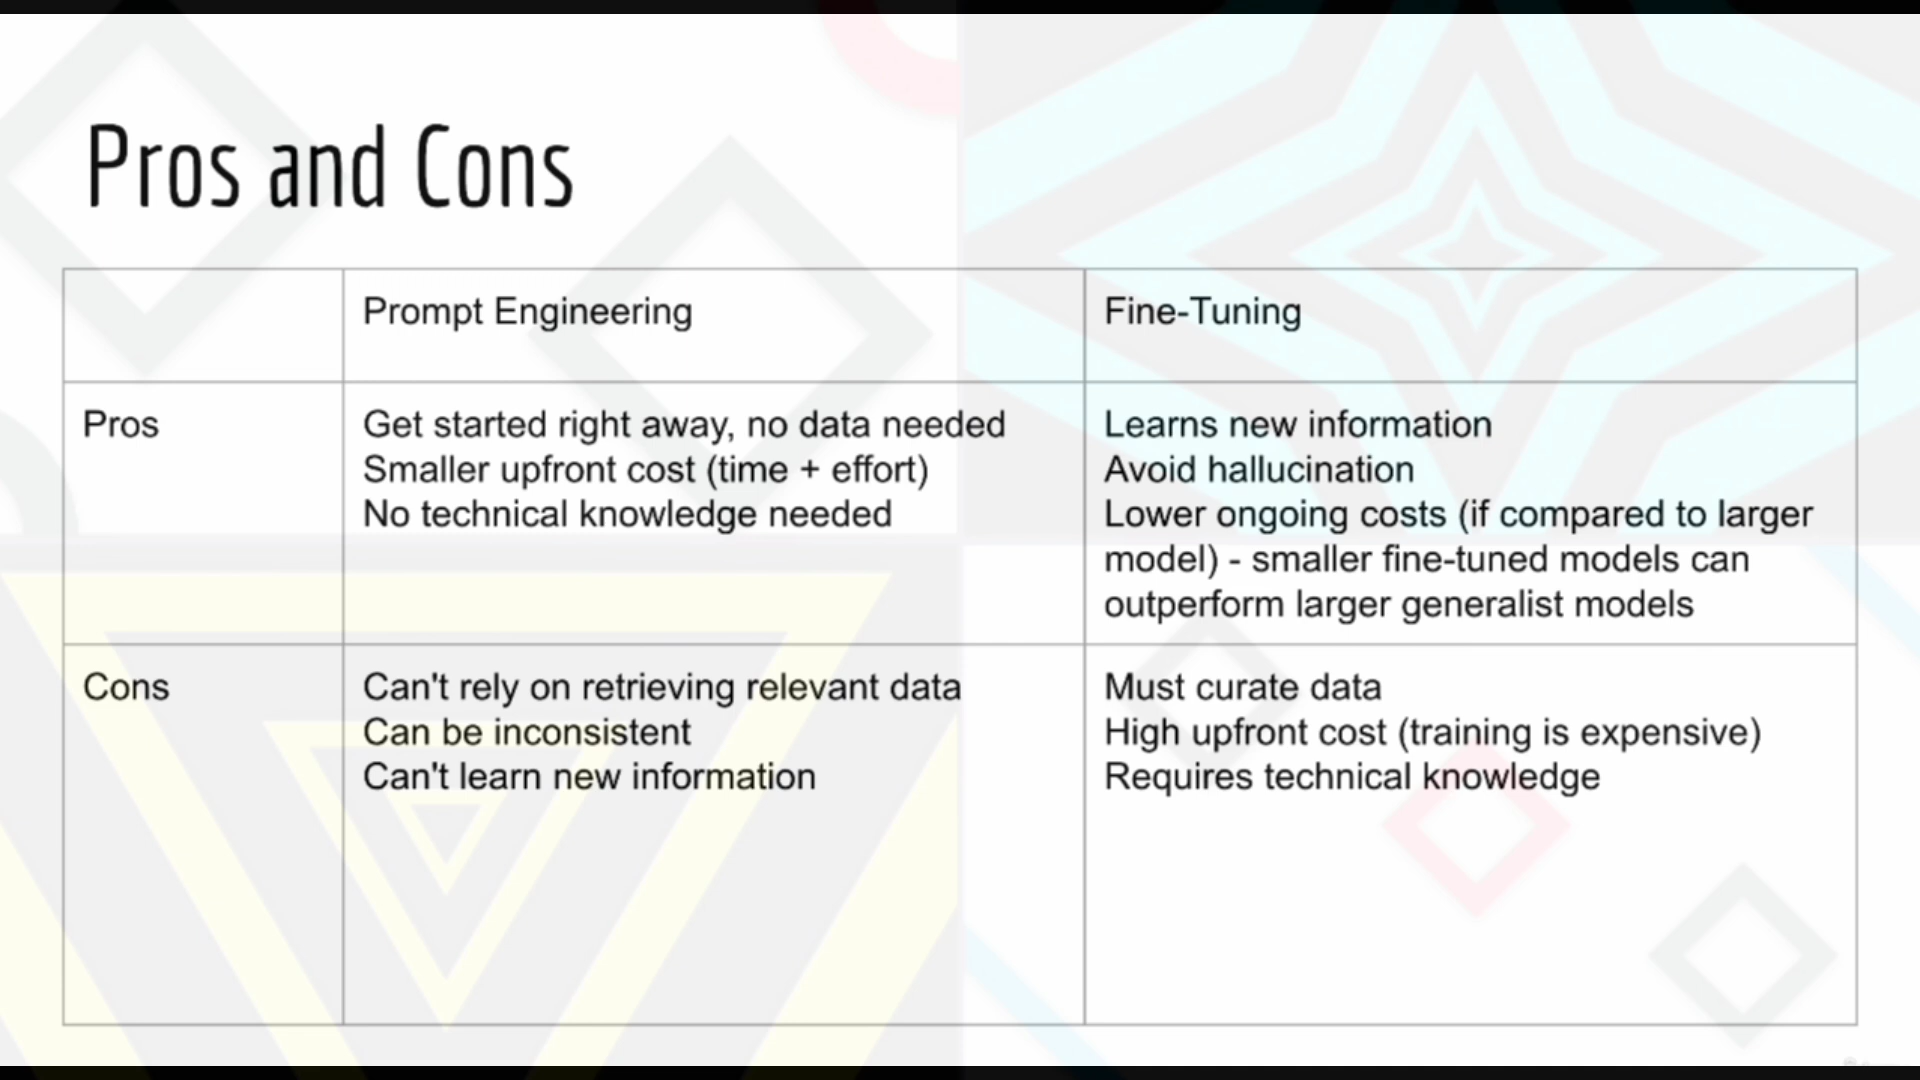 Pros and Cons
Prompt Engineering
Fine-Tuning
Pros
Get started right away, no data needed
Smaller upfront cost (time + effort)
No technical knowledge needed
Learns new information
Avoid hallucination
Lower ongoing costs (if compared to larger
model) - smaller fine-tuned models can
outperform larger generalist models
Cons
Can't rely on retrieving relevant data
Can be inconsistent
Can't learn new information
Must curate data
High upfront cost (training is expensive)
Requires technical knowledge